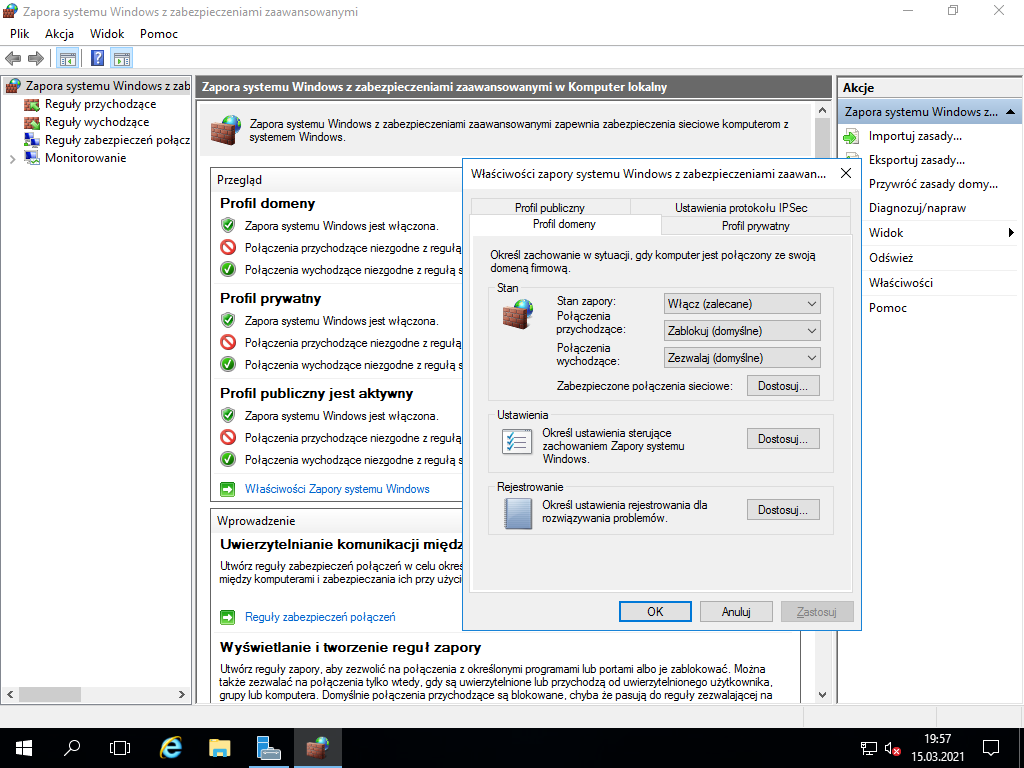 Zapora systemu Windows z zabezpieczeniami zaawansowanymi
Plik Akcja Widok Pomoc
Zapora systemu Windows z zab
Reguły przychodzące
Reguły wychodzące
Reguły zabezpieczeń połącz
Monitorowanie
Zapora systemu Windows z zabezpieczeniami zaawansowanymi w Komputer lokalny
Zapora systemu Windows z zabezpieczeniami zaawansowanymi zapewnia zabezpieczenia sieciowe komputerom z
systemem Windows.
Przegląd
Profil domeny
Zapora systemu Windows jest włączona.
Połączenia przychodzące niezgodne z regułą
Połączenia wychodzące niezgodne z regułą s
Profil prywatny
Zapora systemu Windows jest włączona.
Połączenia przychodzące niezgodne z regułą
Połączenia wychodzące niezgodne z regułą s
Profil publiczny jest aktywny
Zapora systemu Windows jest włączona.
Połączenia przychodzące niezgodne z regułą
Połączenia wychodzące niezgodne z regułą s
Właściwości Zapory systemu Windows
Wprowadzenie
Uwierzytelnianie komunikacji międz
Utwórz reguły zabezpieczeń połączeń w celu okreś
między komputerami i zabezpieczania ich przy użyci
Reguły zabezpieczeń połączeń
Wyświetlanie i tworzenie reguł zapory
Utwórz reguły zapory, aby zezwolić na połączenia z określonymi programami lub portami albo je zablokować. Można
także zezwalać na połączenia tylko wtedy, gdy są uwierzytelnione lub przychodzą od uwierzytelnionego użytkownika,
grupy lub komputera. Domyślnie połączenia przychodzące są blokowane, chyba że pasują do reguły zezwalającej na
Właściwości zapory systemu Windows z zabezpieczeniami zaawan...
Profil publiczny
Ustawienia protokołu IPSec
Profil domeny
Profil prywatny
Określ zachowanie w sytuacji, gdy komputer jest połączony ze swoją
domeną firmową.
Stan
Stan zapory: Włącz (zalecane)
Połączenia
przychodzące: Zablokuj (domyślne)
Połączenia
wychodzące: Zezwalaj (domyślne)
Zabezpieczone połączenia sieciowe: Dostosuj...
Ustawienia
Określ ustawienia sterujące
zachowaniem Zapory systemu
Windows.
Dostosuj...
Rejestrowanie
Określ ustawienia rejestrowania dla
rozwiązywania problemów.
Dostosuj...
OK Anuluj Zastosuj
Akcje
Zapora systemu Windows z...
Importuj zasady...
Eksportuj zasady...
Przywróć zasady domy...
Diagnozuj/napraw
Widok
Odśwież
Właściwości
Pomoc
19:57
15.03.2021